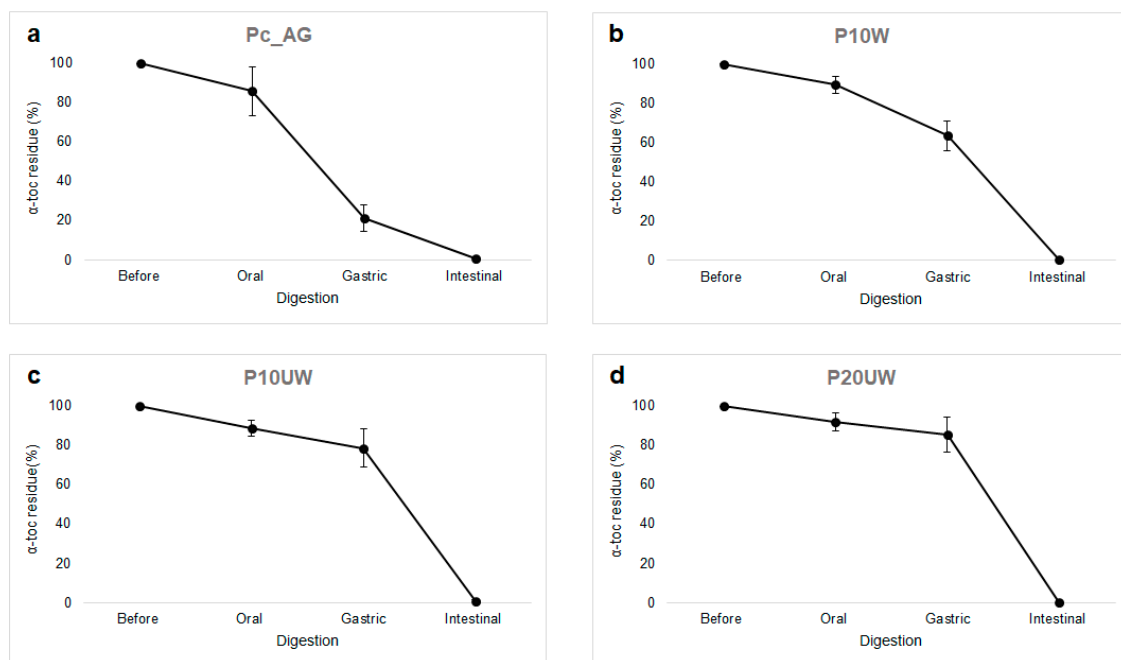 a
Pc_AG
α-toc residue (%)
100
80
60
40
20
0
Before Oral Gastric Intestinal
Digestion
b
P10W
α-toc residue (%)
100
80
60
40
20
0
Before Oral Gastric Intestinal
Digestion
c
P10UW
α-toc residue(%)
100
80
60
40
20
0
Before Oral Gastric Intestinal
Digestion
d
P20UW
α-toc residue (%)
100
80
60
40
20
0
Before Oral Gastric Intestinal
Digestion